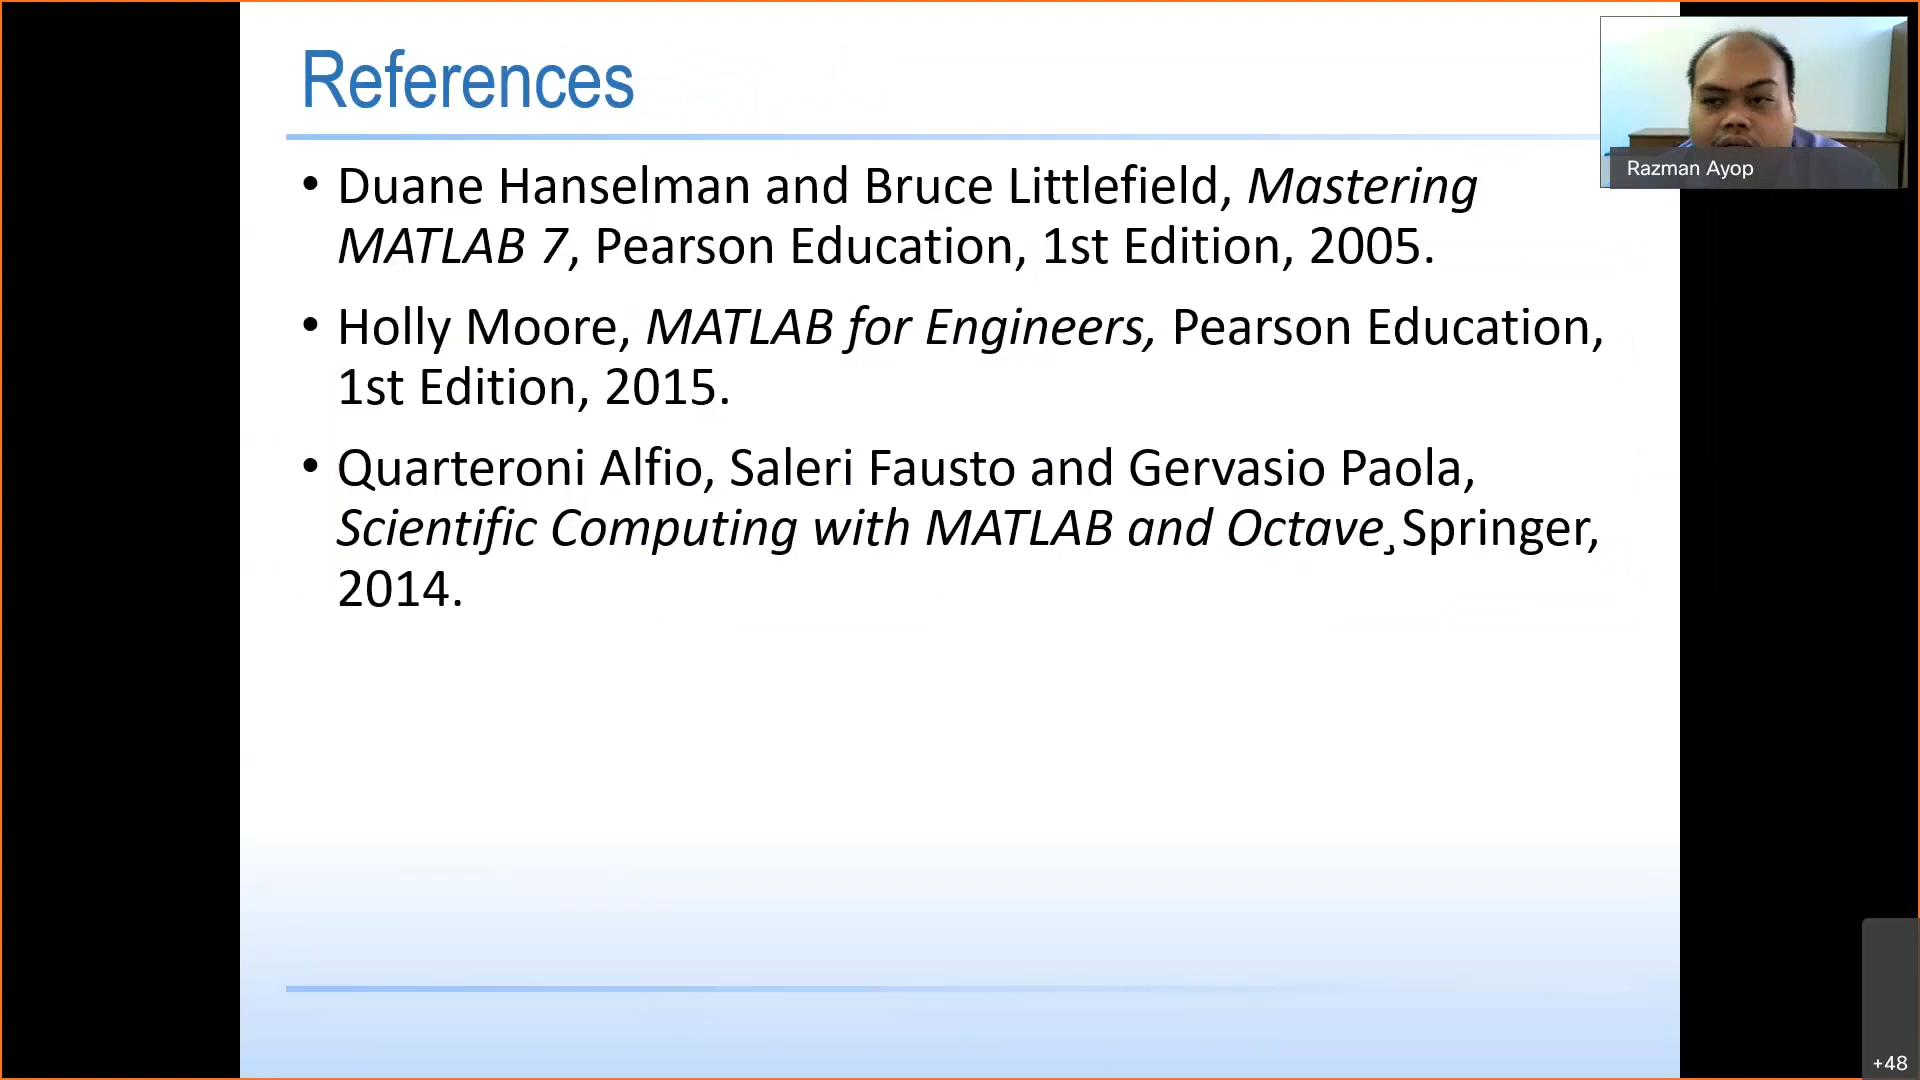 References
Razman Ayop
• Duane Hanselman and Bruce Littlefield, Mastering
MATLAB 7, Pearson Education, 1st Edition, 2005.
• Holly Moore, MATLAB for Engineers, Pearson Education,
1st Edition, 2015.
• Quarteroni Alfio, Saleri Fausto and Gervasio Paola,
Scientific Computing with MATLAB and Octave¸ Springer,
2014.
+48